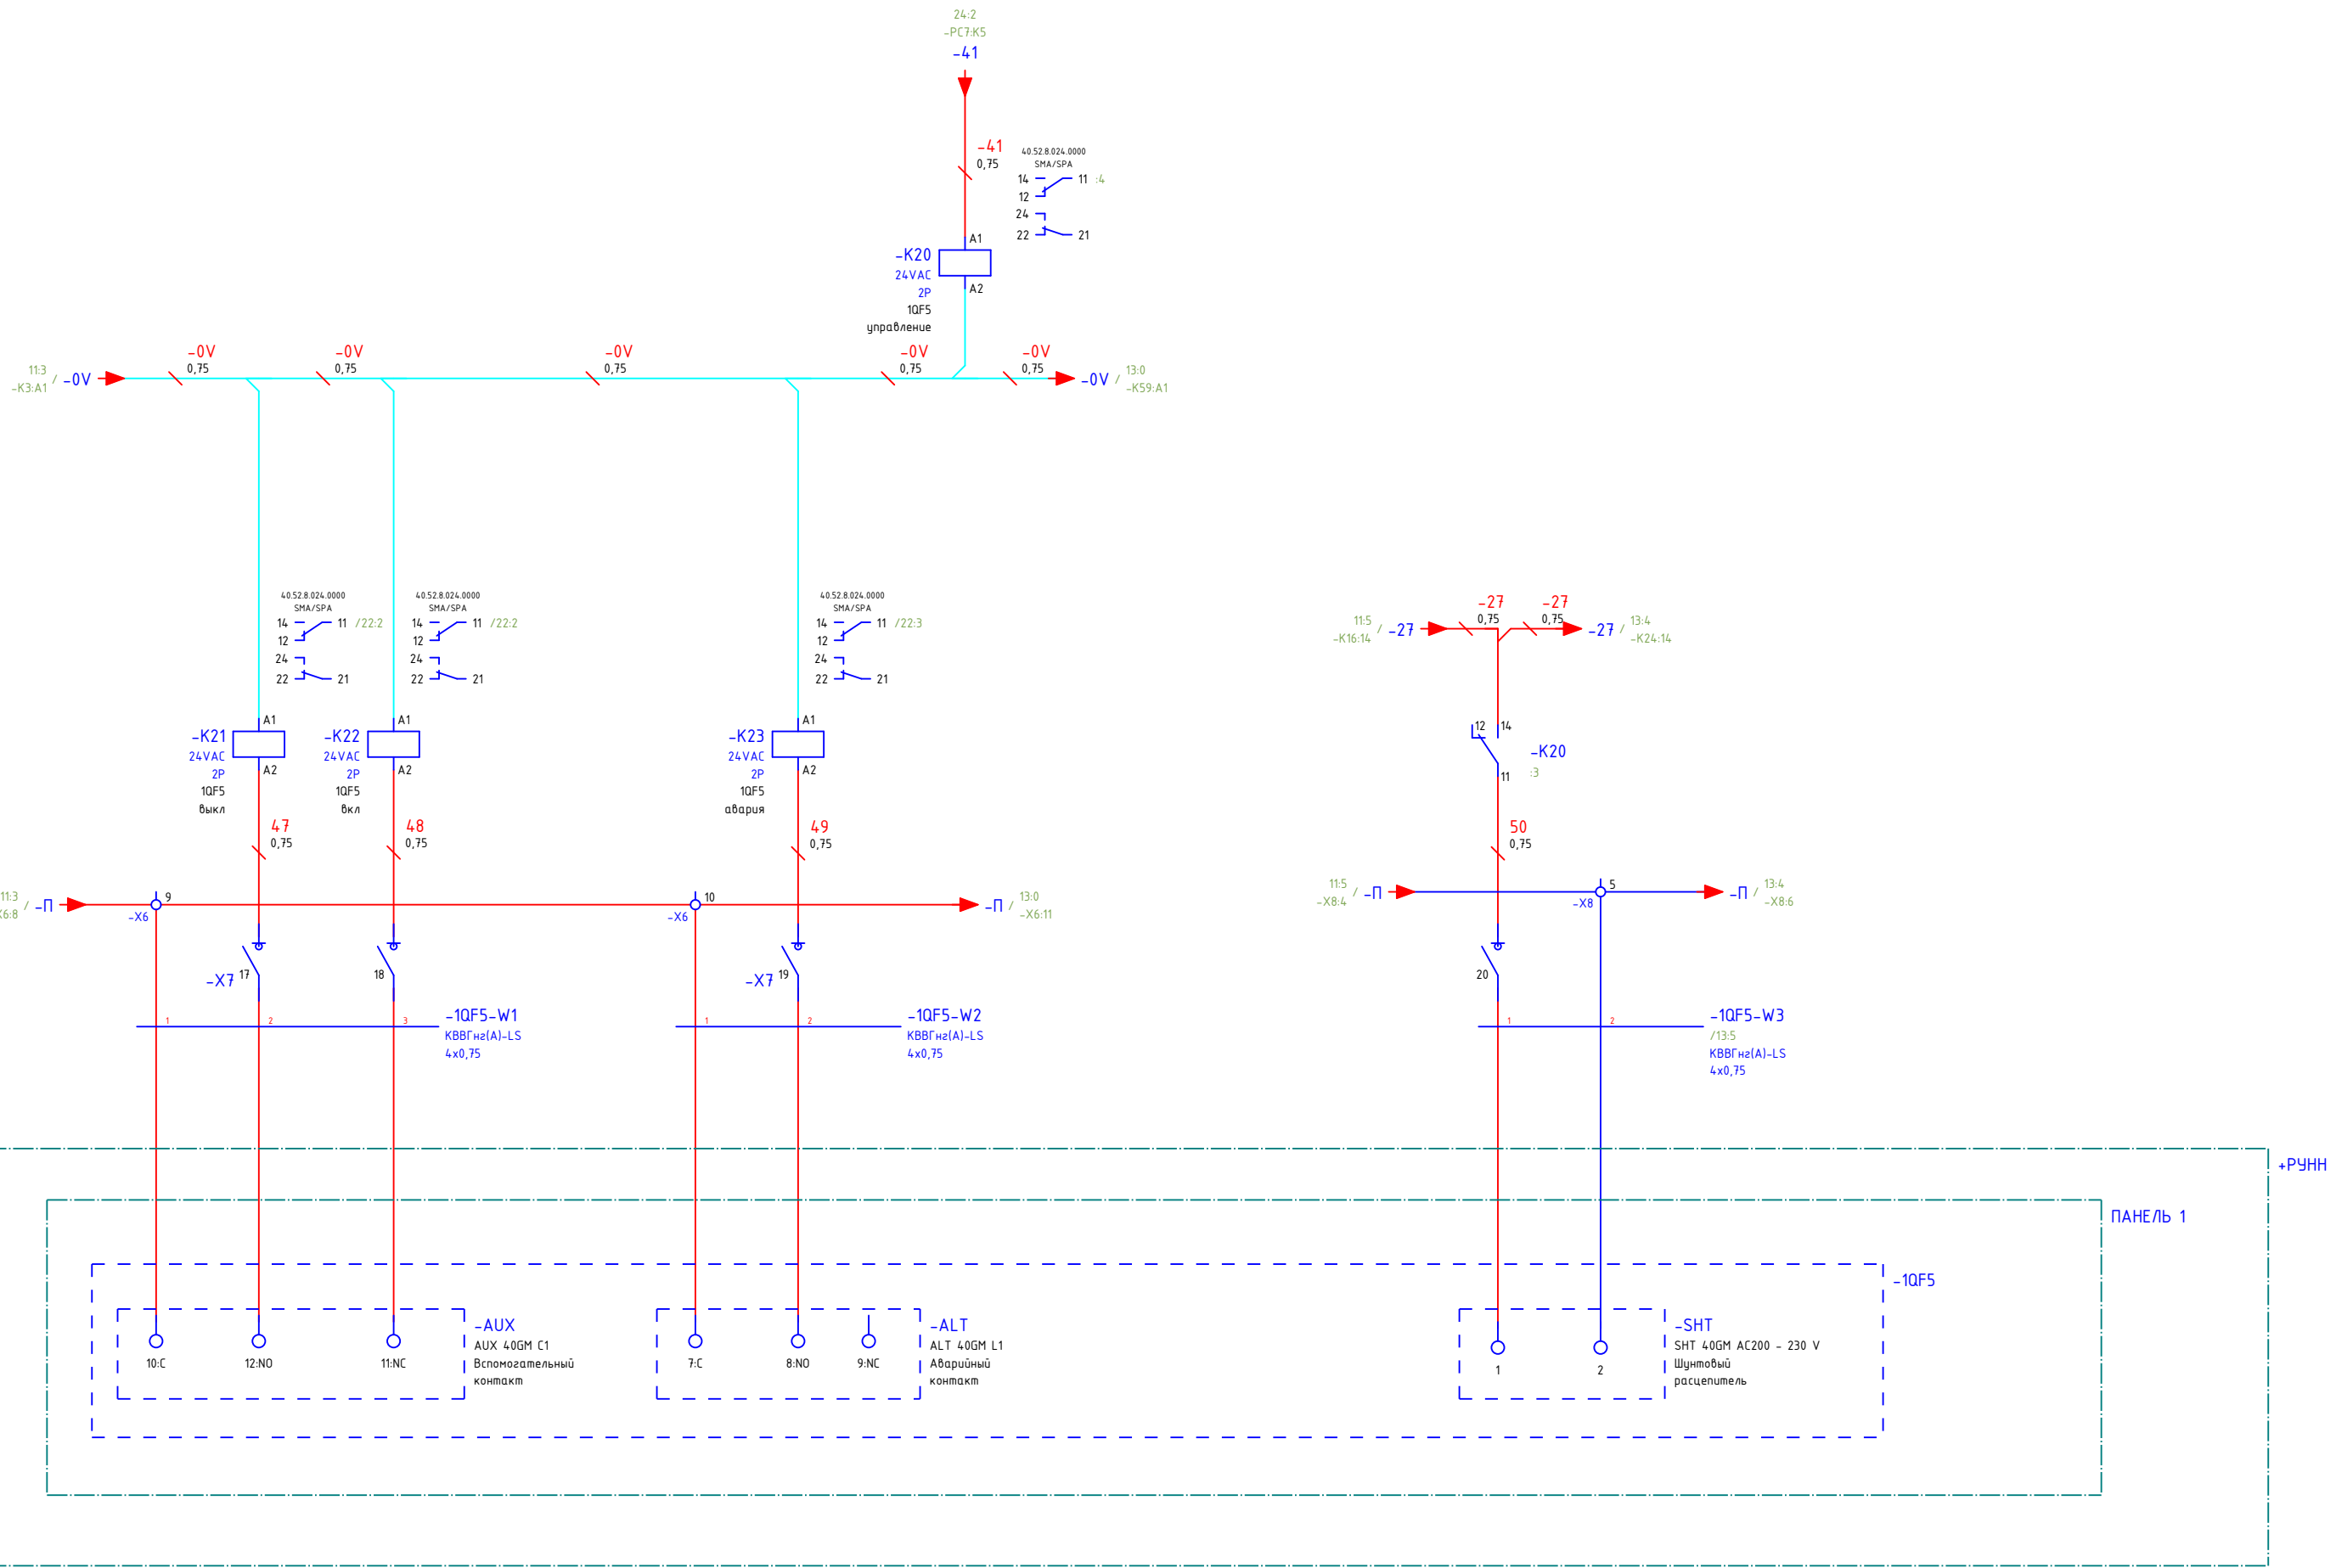 24:2
-PC7:K5
-41
-41
0,75
40.52.8.024.0000
SMA/SPA
14
11
:4
12
24
22
21
A1
-K20
24VAC
2P
1QF5
управление
A2
11:3
-K3:A1
/
-0V
-0V
0,75
-0V
0,75
-0V
0,75
-0V
0,75
-0V
0,75
-0V
/
13:0
-K59:A1
40.52.8.024.0000
SMA/SPA
14
11
/22:2
12
24
22
21
40.52.8.024.0000
SMA/SPA
14
11
/22:2
12
24
22
21
40.52.8.024.0000
SMA/SPA
14
11
/22:3
12
24
22
21
11:5
-K16:14
/
-27
-27
0,75
-27
0,75
-27
/
13:4
-K24:14
A1
-K21
24VAC
2P
1QF5
выкл
A2
A1
-K22
24VAC
2P
1QF5
вкл
A2
A1
-K23
24VAC
2P
1QF5
авария
A2
12
14
-K20
:3
11
47
0,75
48
0,75
49
0,75
50
0,75
11:3
X6:8
/
-П
9
-X6
10
-X6
-П
/
13:0
-X6:11
11:5
-X8:4
/
-П
5
-X8
-П
/
13:4
-X8:6
-X7
17
18
-X7
19
20
1
2
3
-1QF5-W1
КВВГнг(А)-LS
4x0,75
1
2
-1QF5-W2
КВВГнг(А)-LS
4x0,75
1
2
-1QF5-W3
/13:5
КВВГнг(А)-LS
4x0,75
+РУНН
ПАНЕЛЬ 1
-1QF5
10:C
12:NO
11:NC
-AUX
AUX 40GM C1
Вспомогательный
контакт
7:C
8:NO
9:NC
-ALT
ALT 40GM L1
Аварийный
контакт
1
2
-SHT
SHT 40GM AC200 - 230 V
Шунтовый
расцепитель